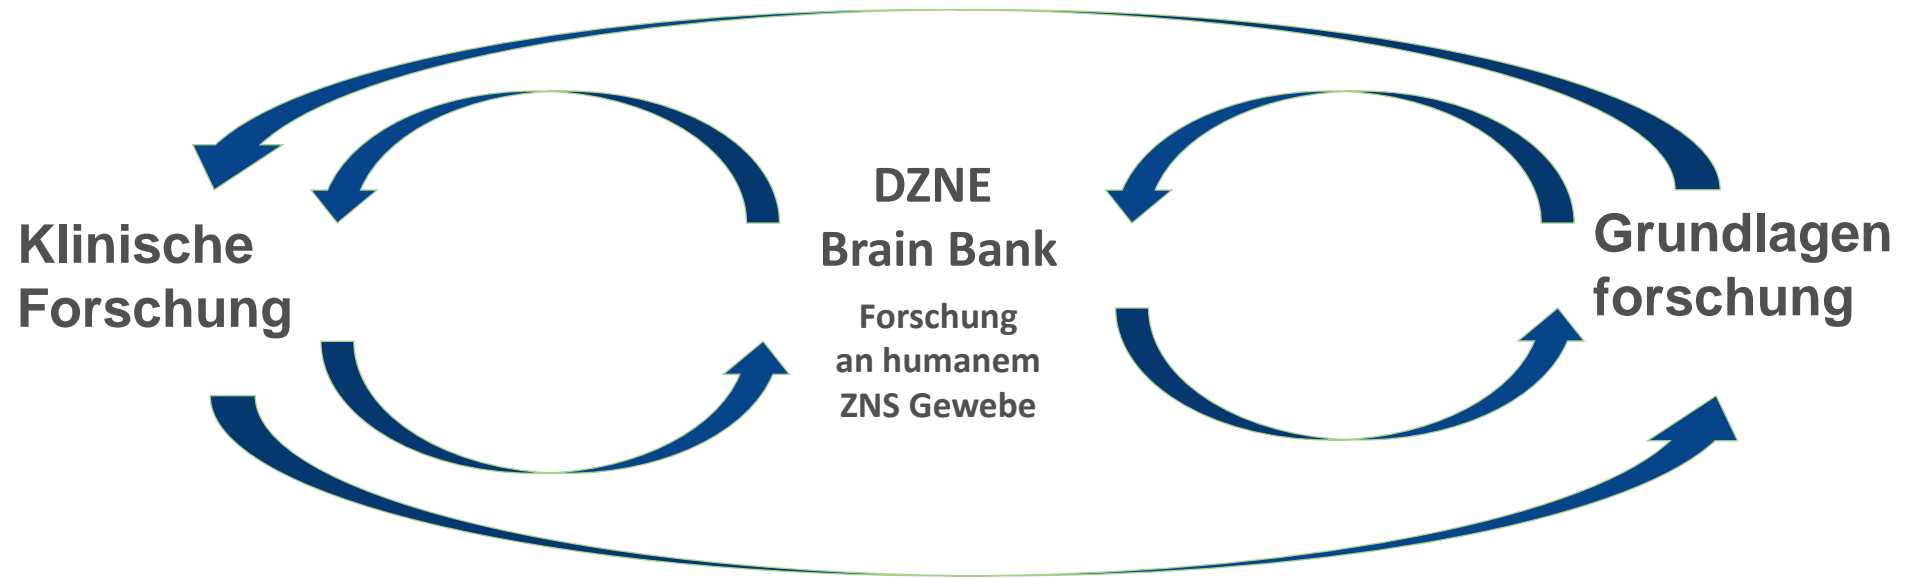 Klinische
Forschung
DZNE
Brain Bank
Forschung
an humanem
ZNS Gewebe
Grundlagen
forschung